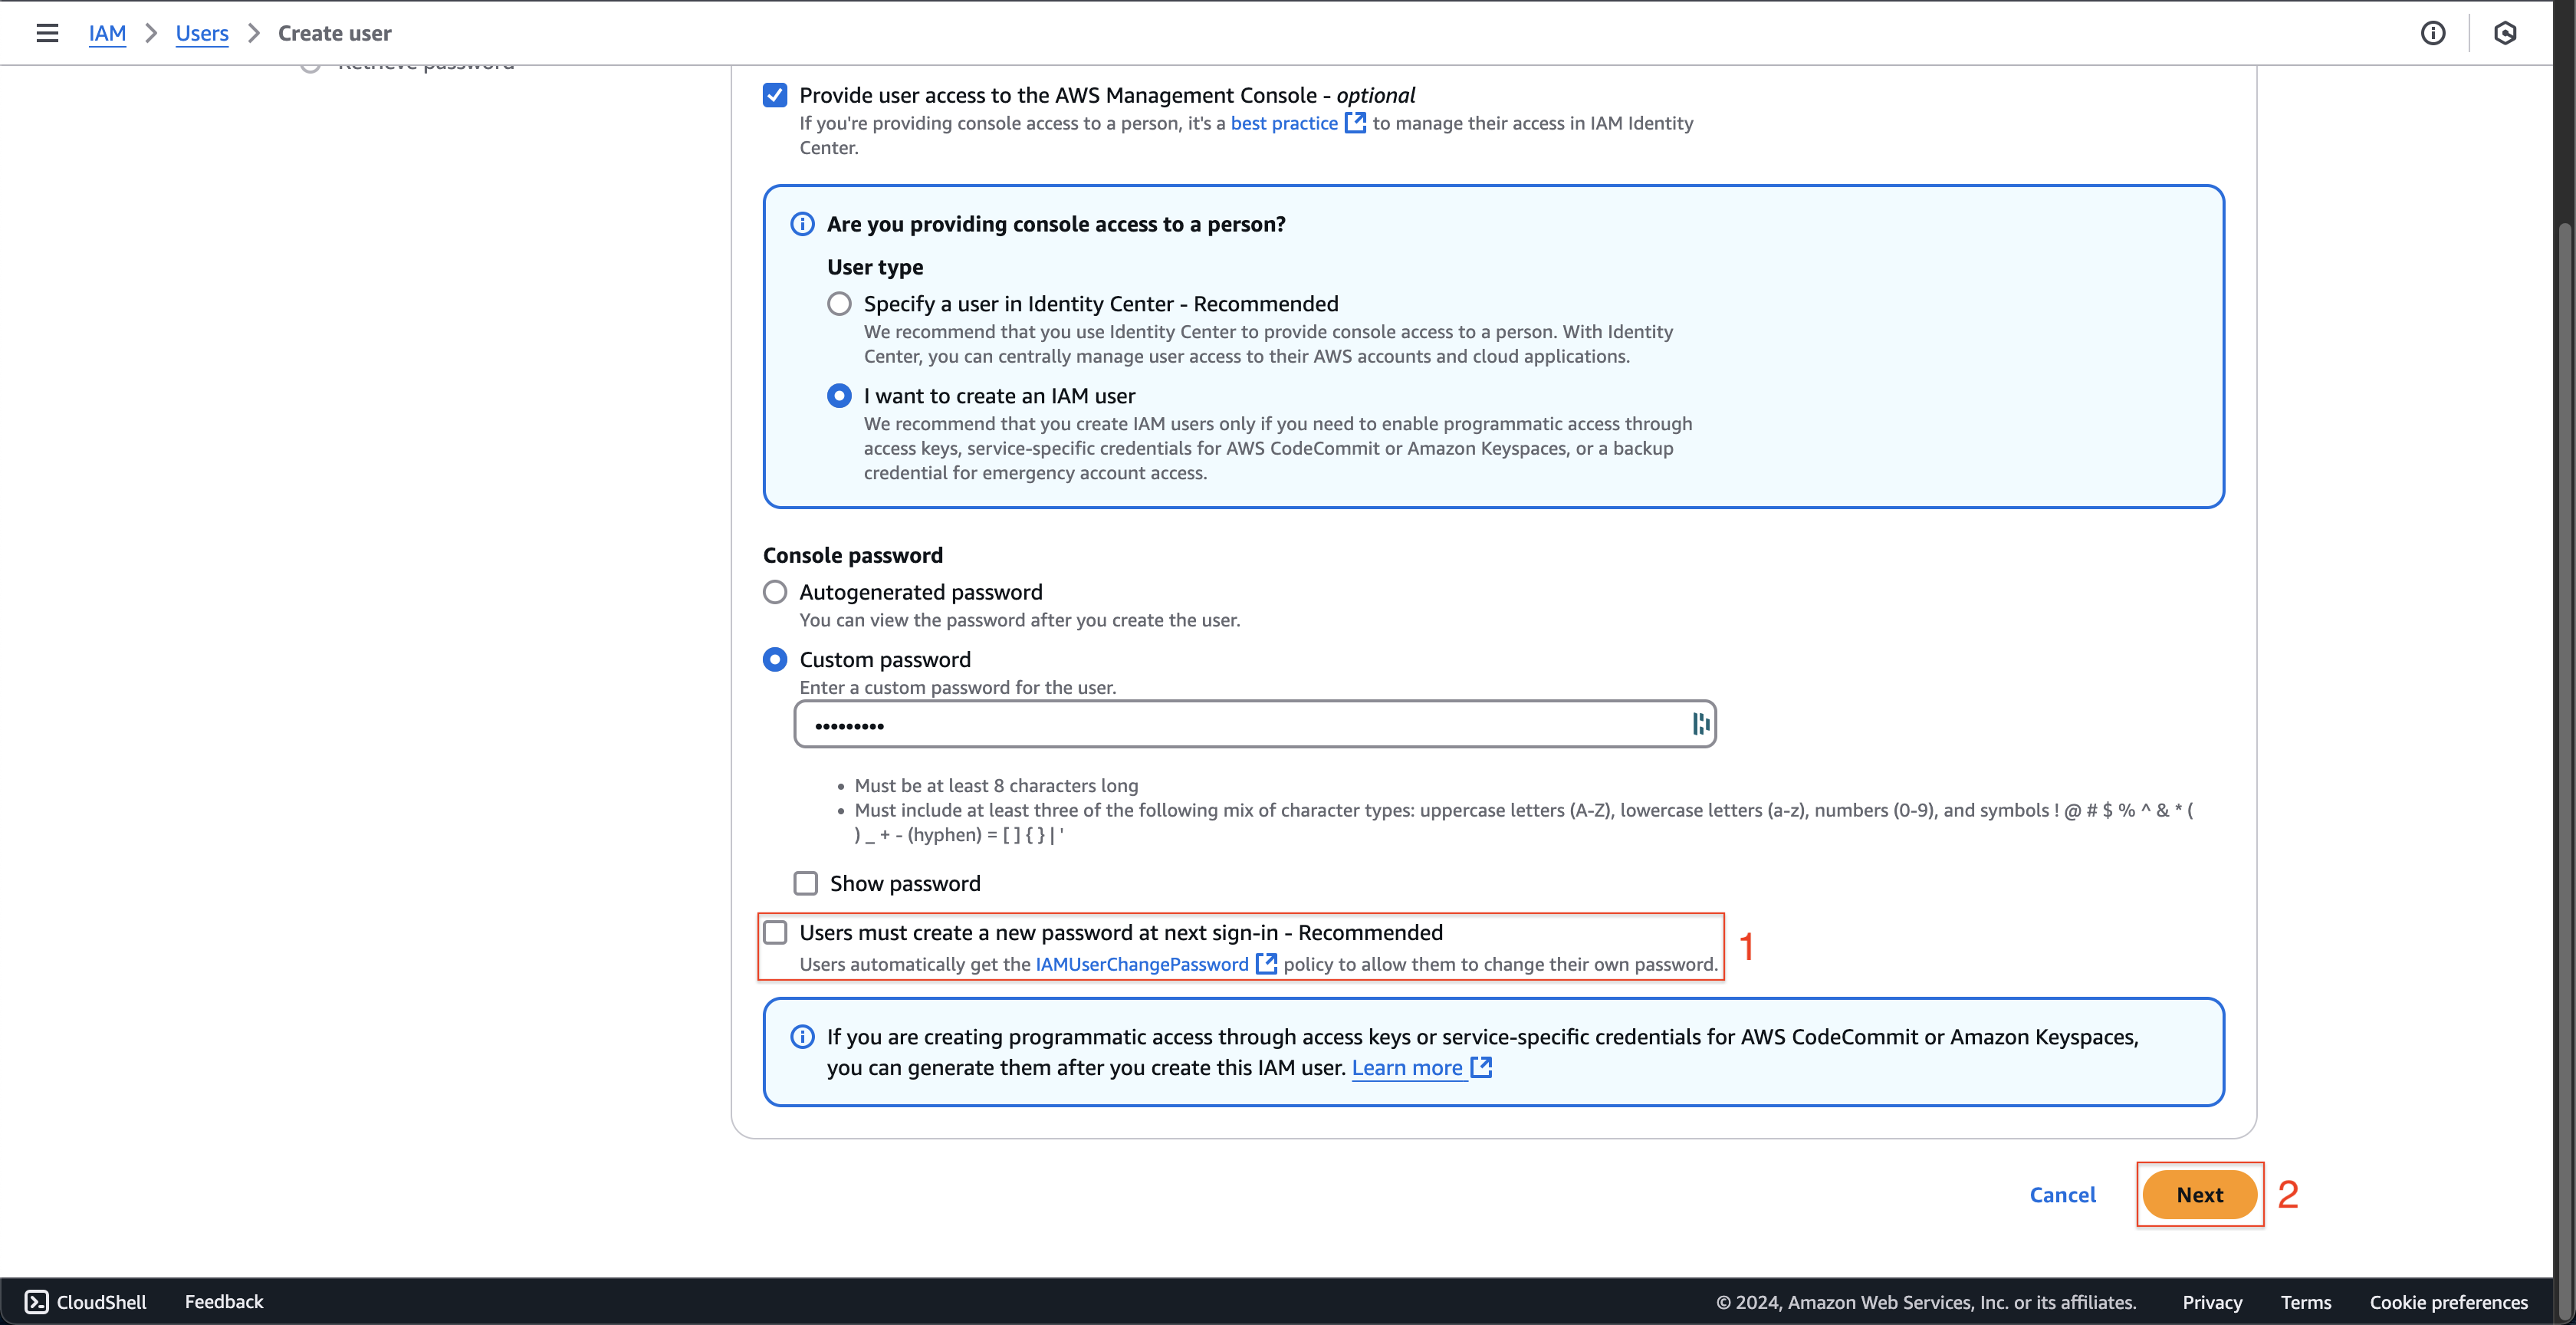 IAM > Users > Create user
Retrieve password
Provide user access to the AWS Management Console - optional
If you're providing console access to a person, it's a best practice to manage their access in IAM Identity
Center.
Are you providing console access to a person?
User type
Specify a user in Identity Center - Recommended
We recommend that you use Identity Center to provide console access to a person. With Identity
Center, you can centrally manage user access to their AWS accounts and cloud applications.
I want to create an IAM user
We recommend that you create IAM users only if you need to enable programmatic access through
access keys, service-specific credentials for AWS CodeCommit or Amazon Keyspaces, or a backup
credential for emergency account access.
Console password
Autogenerated password
You can view the password after you create the user.
Custom password
Enter a custom password for the user.
•••••••••
• Must be at least 8 characters long
• Must include at least three of the following mix of character types: uppercase letters (A-Z), lowercase letters (a-z), numbers (0-9), and symbols ! @ # $ % ^ & * (
) _ + - (hyphen) = [ ] { } | '
Show password
Users must create a new password at next sign-in - Recommended
Users automatically get the IAMUserChangePassword policy to allow them to change their own password.
1
If you are creating programmatic access through access keys or service-specific credentials for AWS CodeCommit or Amazon Keyspaces,
you can generate them after you create this IAM user. Learn more
Cancel Next 2
CloudShell Feedback © 2024, Amazon Web Services, Inc. or its affiliates. Privacy Terms Cookie preferences